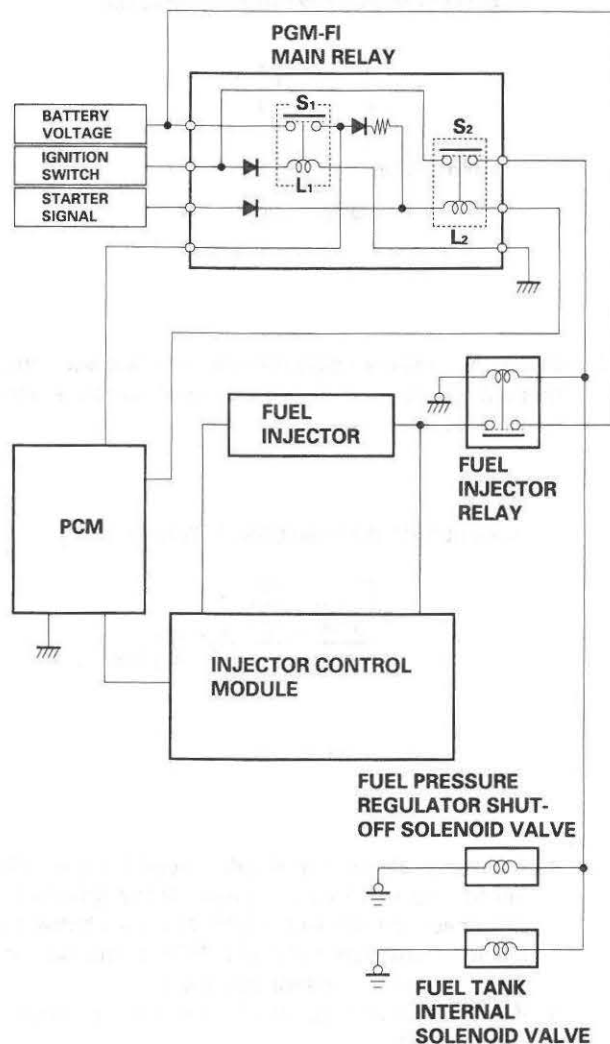 PGM-FI
MAIN RELAY
BATTERY
VOLTAGE
IGNITION
SWITCH
STARTER
SIGNAL
S1
L1
S2
L2
FUEL
INJECTOR
FUEL
INJECTOR
RELAY
PCM
INJECTOR CONTROL
MODULE
FUEL PRESSURE
REGULATOR SHUT-
OFF SOLENOID VALVE
FUEL TANK
INTERNAL
SOLENOID VALVE